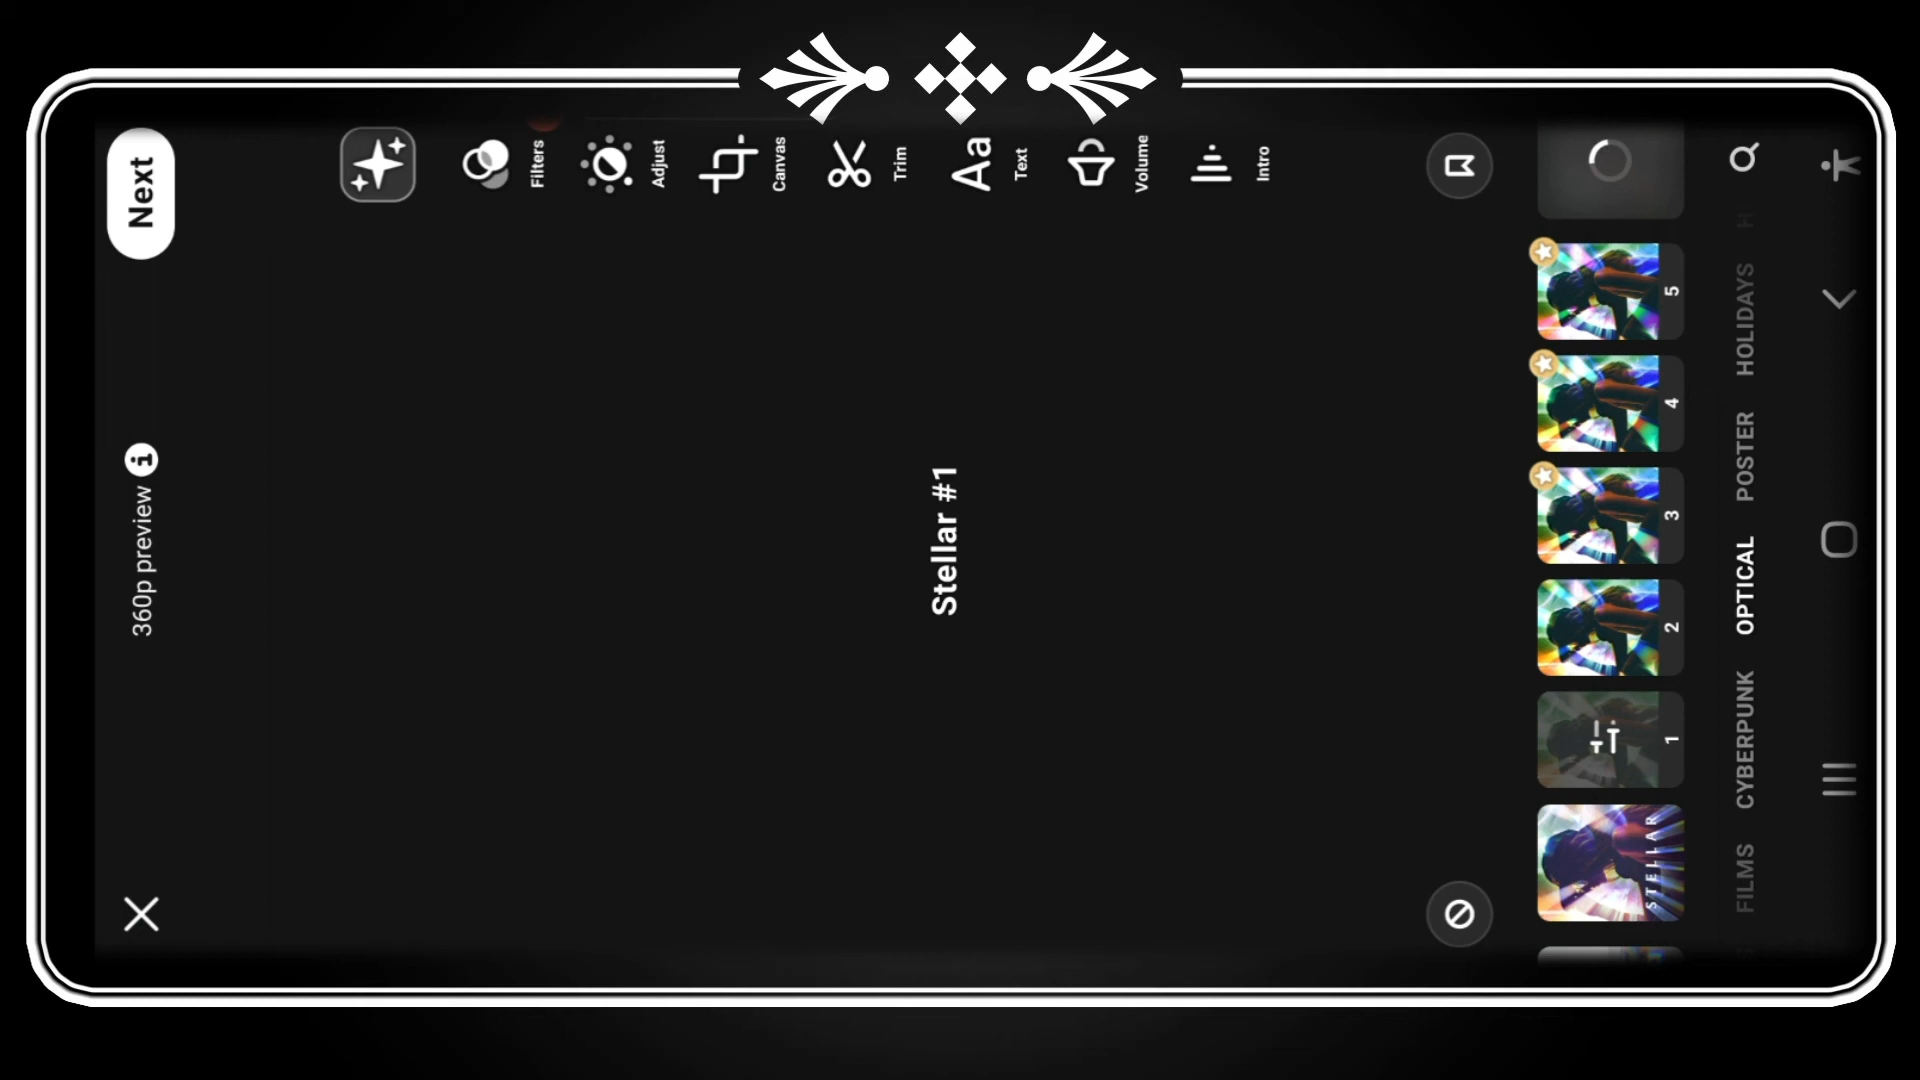 360p preview
Next
Filters
Adjust
Canvas
Trim
Aa
Text
Volume
Intro
Stellar #1
STELLAR
1
2
3
4
5
FILMS
CYBERPUNK
OPTICAL
POSTER
HOLIDAYS